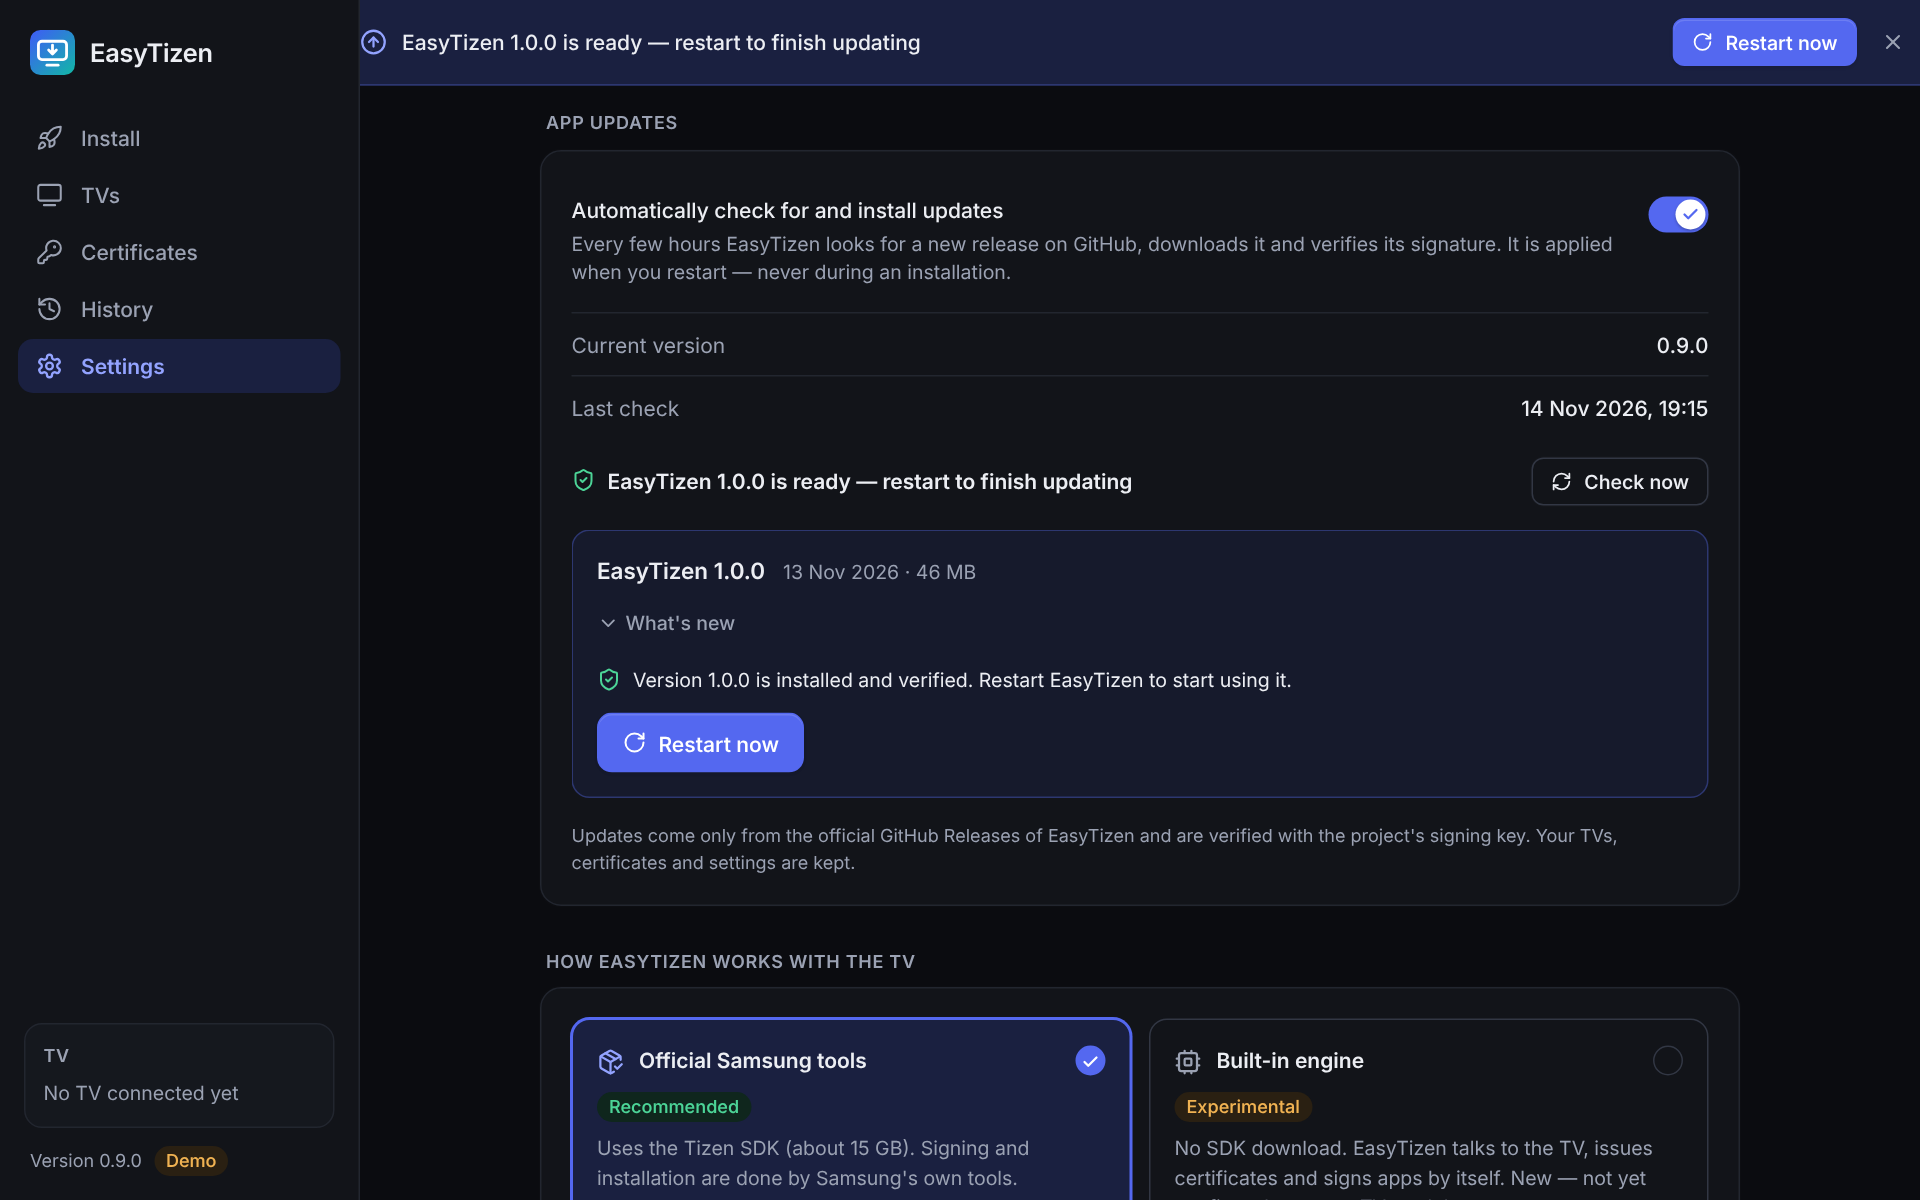 EasyTizen
Install
TVs
Certificates
History
Settings
TV
No TV connected yet
Version 0.9.0
Demo
EasyTizen 1.0.0 is ready — restart to finish updating
Restart now
APP UPDATES
Automatically check for and install updates
Every few hours EasyTizen looks for a new release on GitHub, downloads it and verifies its signature. It is applied
when you restart — never during an installation.
Current version
0.9.0
Last check
14 Nov 2026, 19:15
EasyTizen 1.0.0 is ready — restart to finish updating
Check now
EasyTizen 1.0.0
13 Nov 2026 · 46 MB
What's new
Version 1.0.0 is installed and verified. Restart EasyTizen to start using it.
Restart now
Updates come only from the official GitHub Releases of EasyTizen and are verified with the project's signing key. Your TVs,
certificates and settings are kept.
HOW EASYTIZEN WORKS WITH THE TV
Official Samsung tools
Recommended
Uses the Tizen SDK (about 15 GB). Signing and
installation are done by Samsung's own tools.
Built-in engine
Experimental
No SDK download. EasyTizen talks to the TV, issues
certificates and signs apps by itself. New — not yet